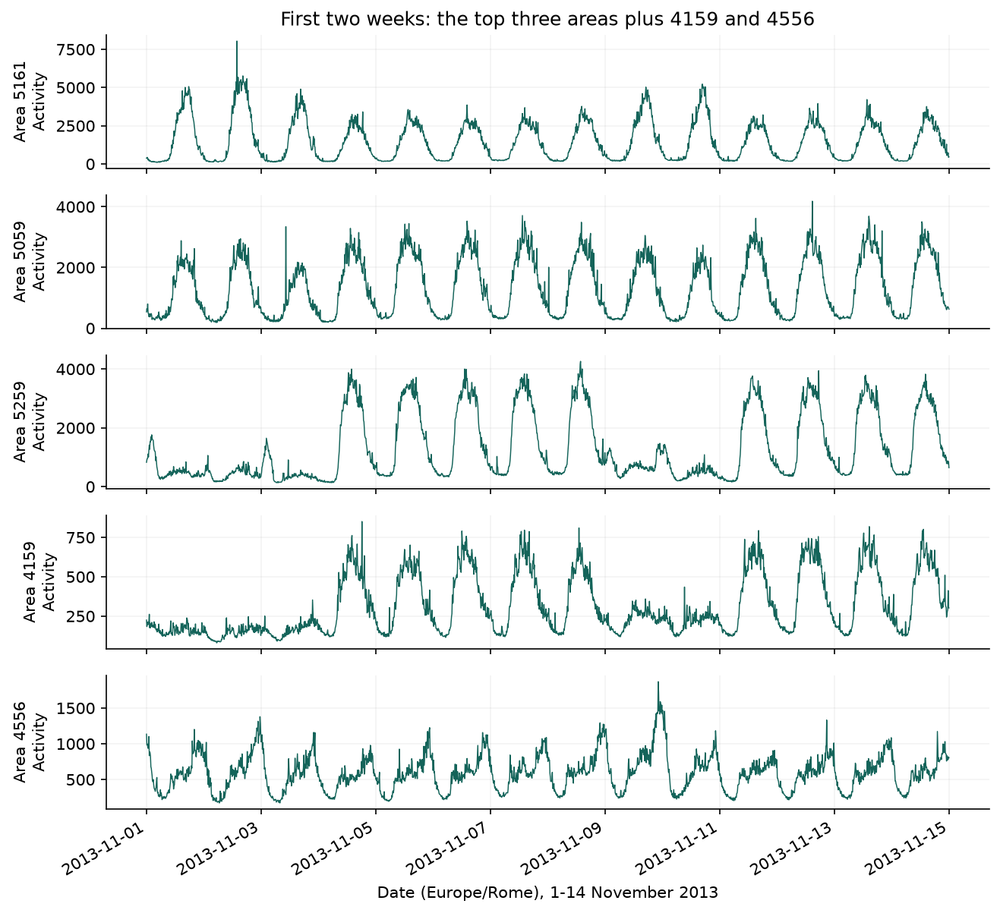 First two weeks: the top three areas plus 4159 and 4556
Area 5161
Activity
7500
5000
2500
0
Area 5059
Activity
4000
2000
0
Area 5259
Activity
4000
2000
0
Area 4159
Activity
750
500
250
Area 4556
Activity
1500
1000
500
2013-11-01
2013-11-03
2013-11-05
2013-11-07
2013-11-09
2013-11-11
2013-11-13
2013-11-15
Date (Europe/Rome), 1-14 November 2013